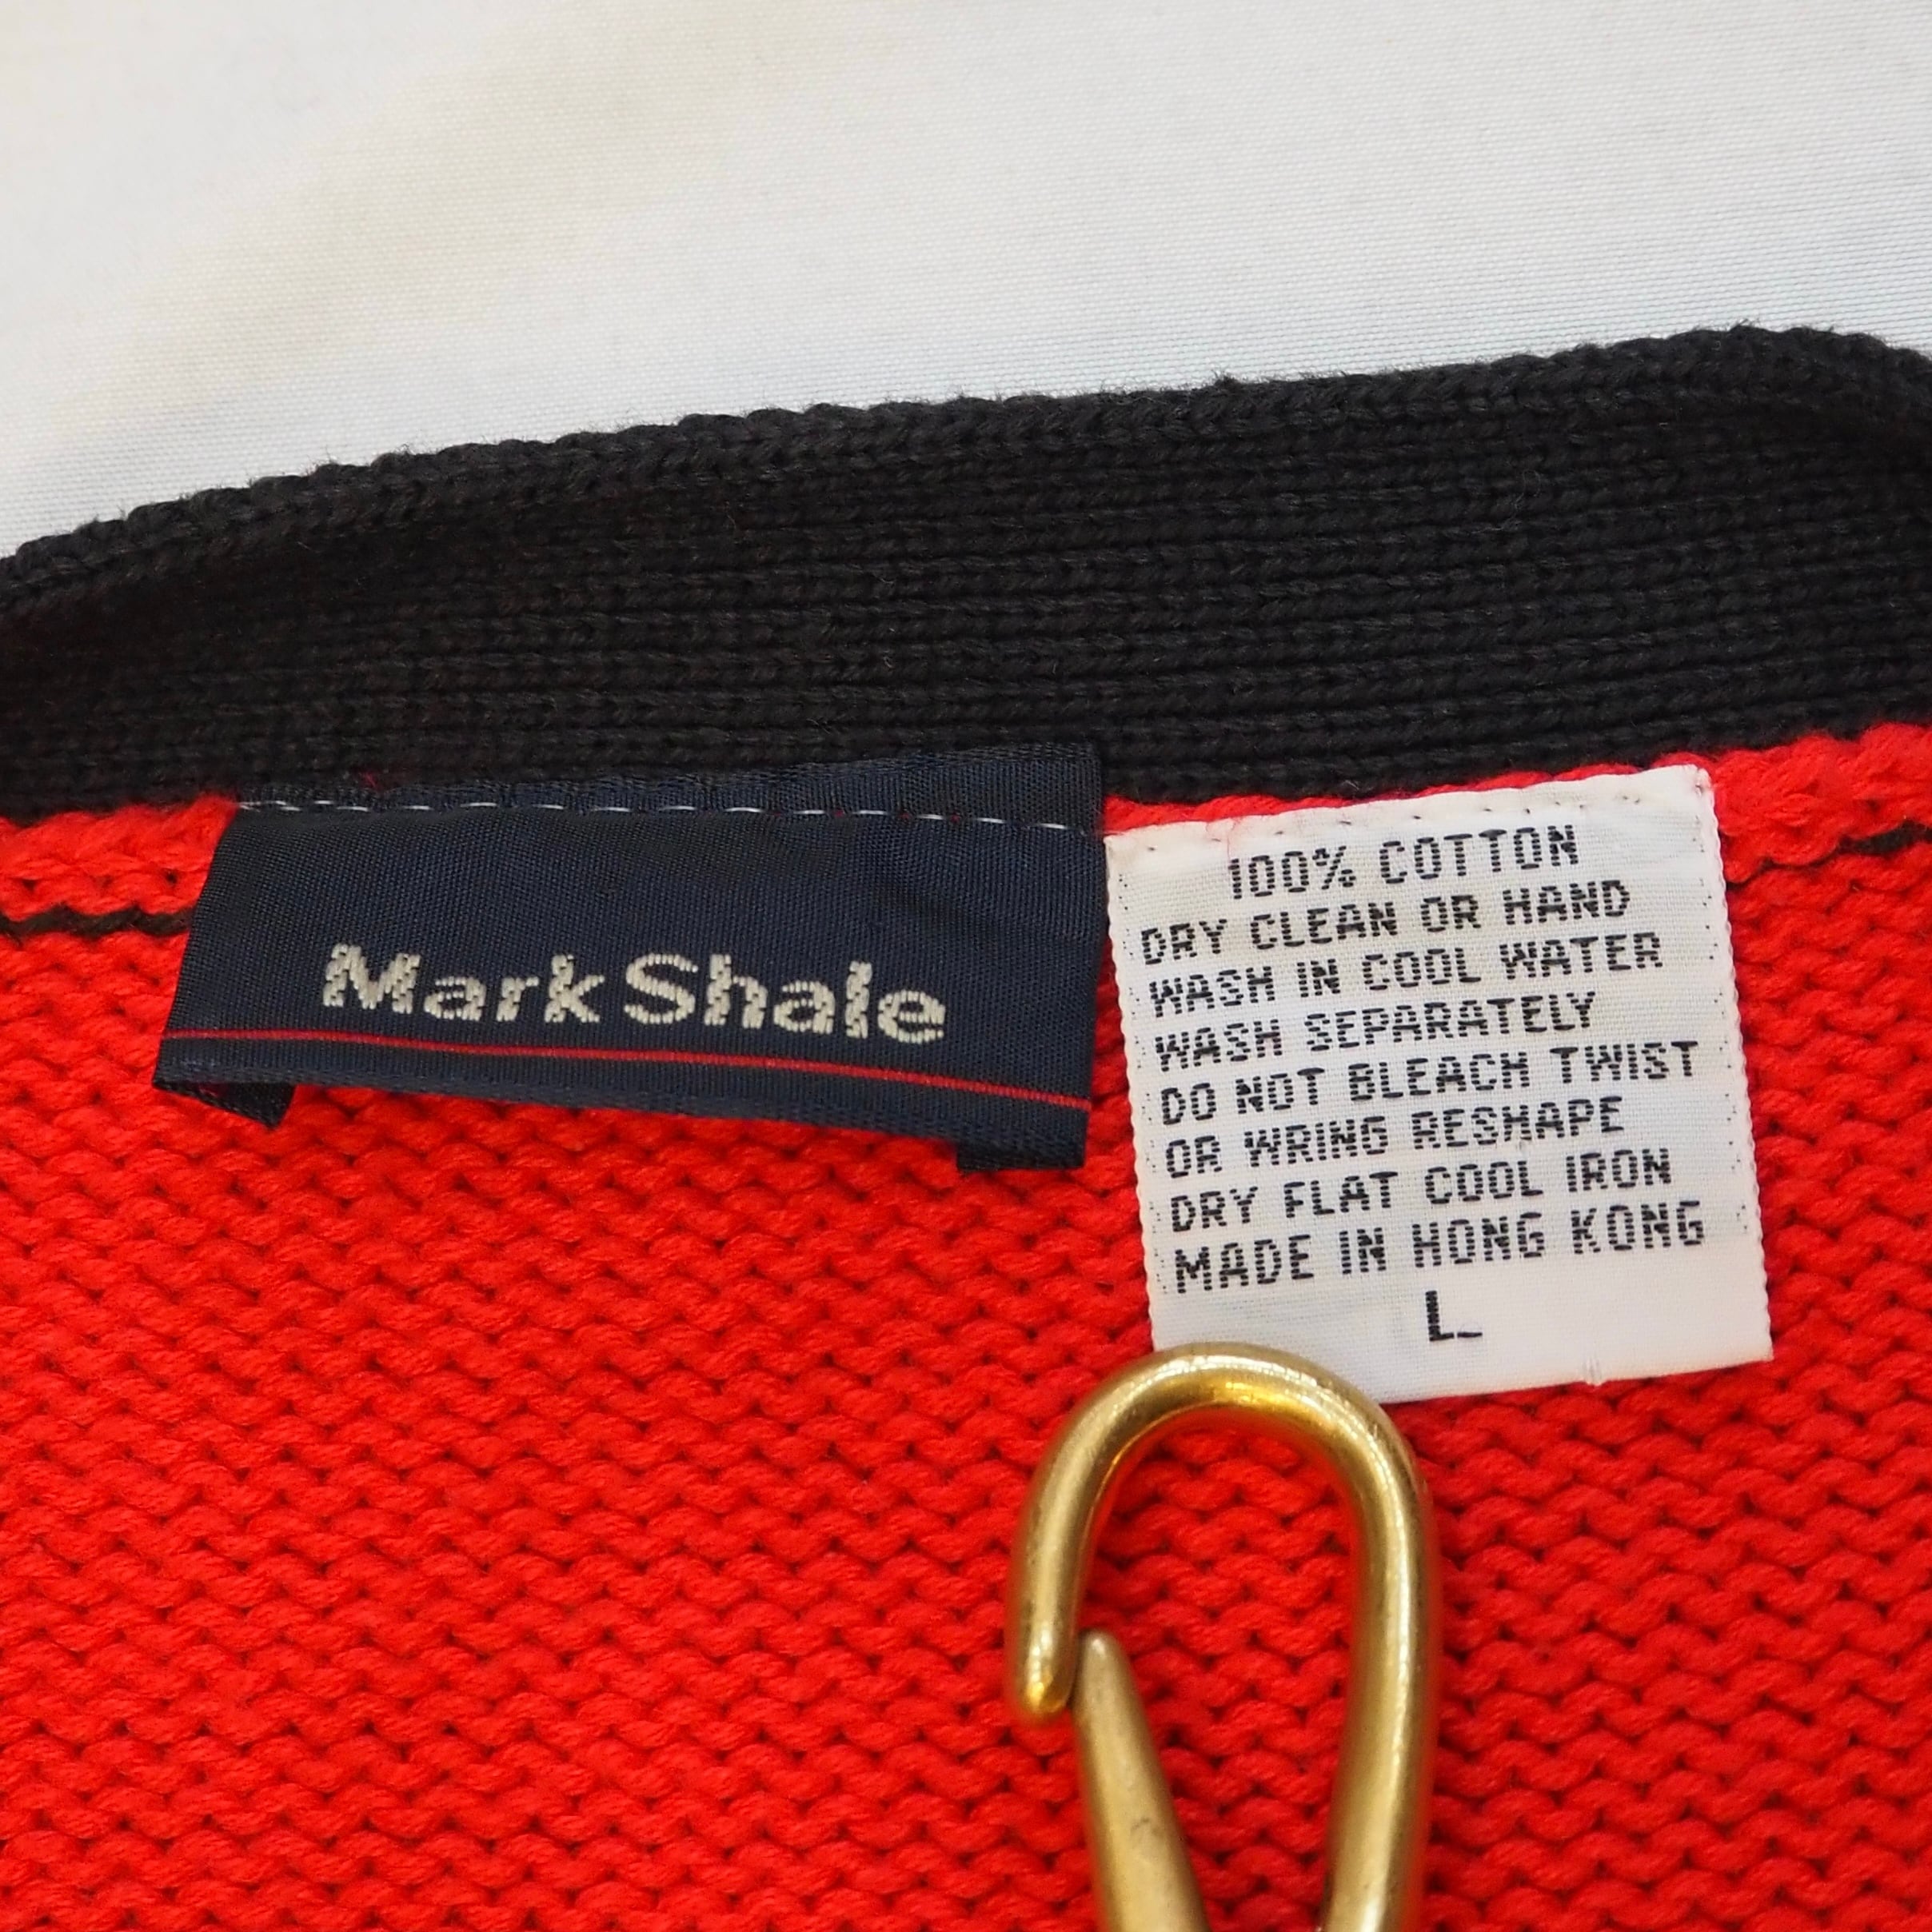 Mark Shale
100% COTTON
DRY CLEAN OR HAND
WASH IN COOL WATER
WASH SEPARATELY
DO NOT BLEACH TWIST
OR WRING RESHAPE
DRY FLAT COOL IRON
MADE IN HONG KONG
L